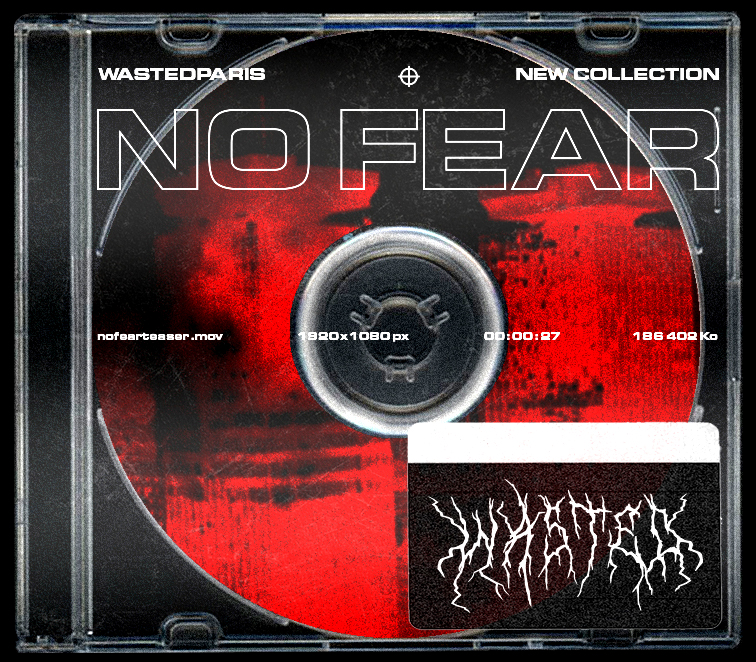 WASTEDPARIS NEW COLLECTION
NO FEAR
nofearteaser.mov 1920x1080 px 00:00:27 186 402 Ko
WASTED